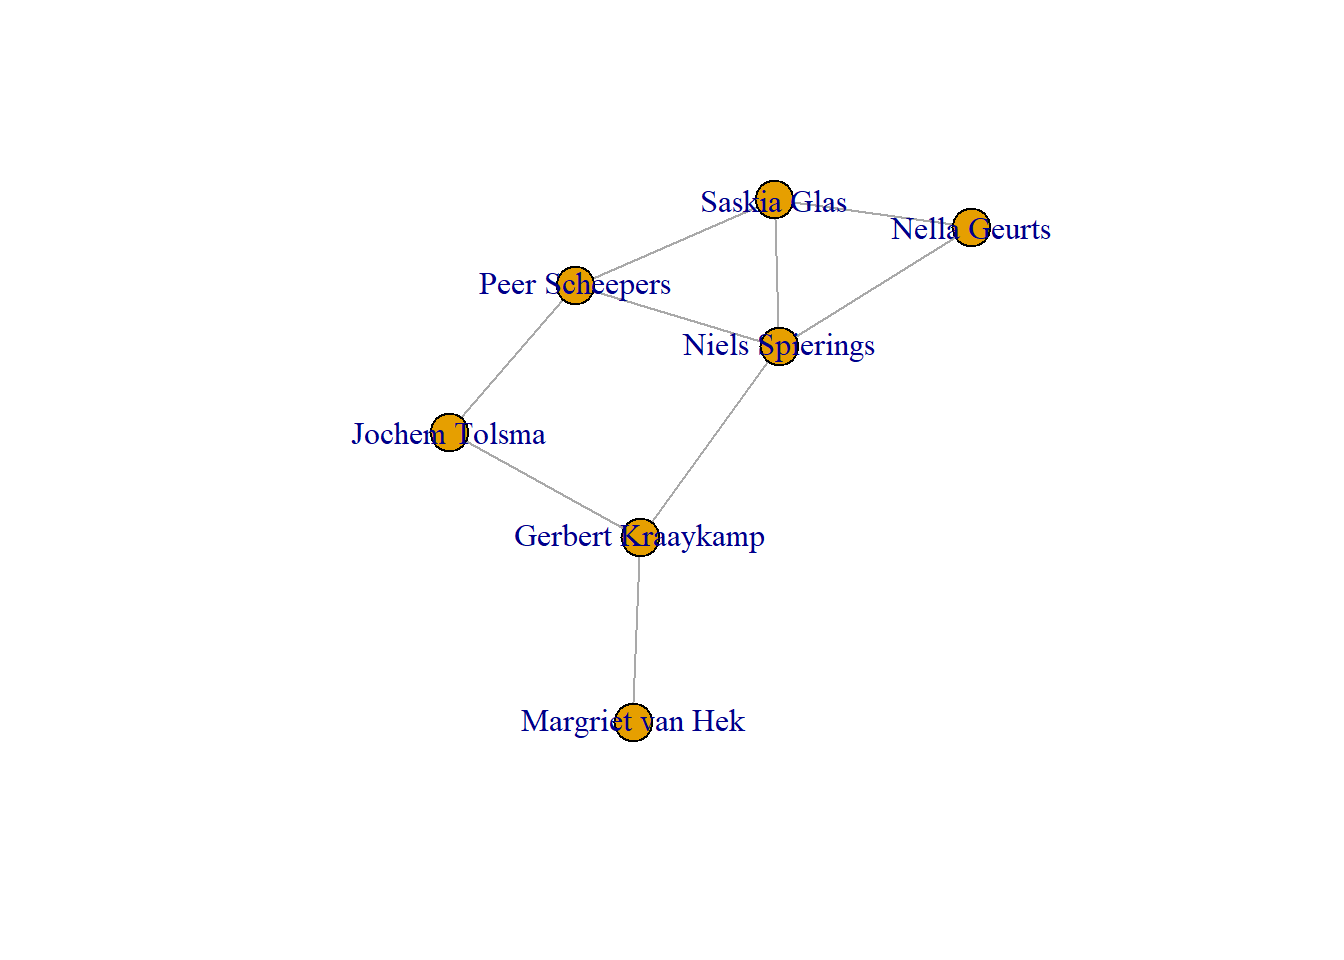 Saskia Glas
Nella Geurts
Peer Scheepers
Niels Spierings
Jochem Tolsma
Gerbert Kraaykamp
Margriet van Hek